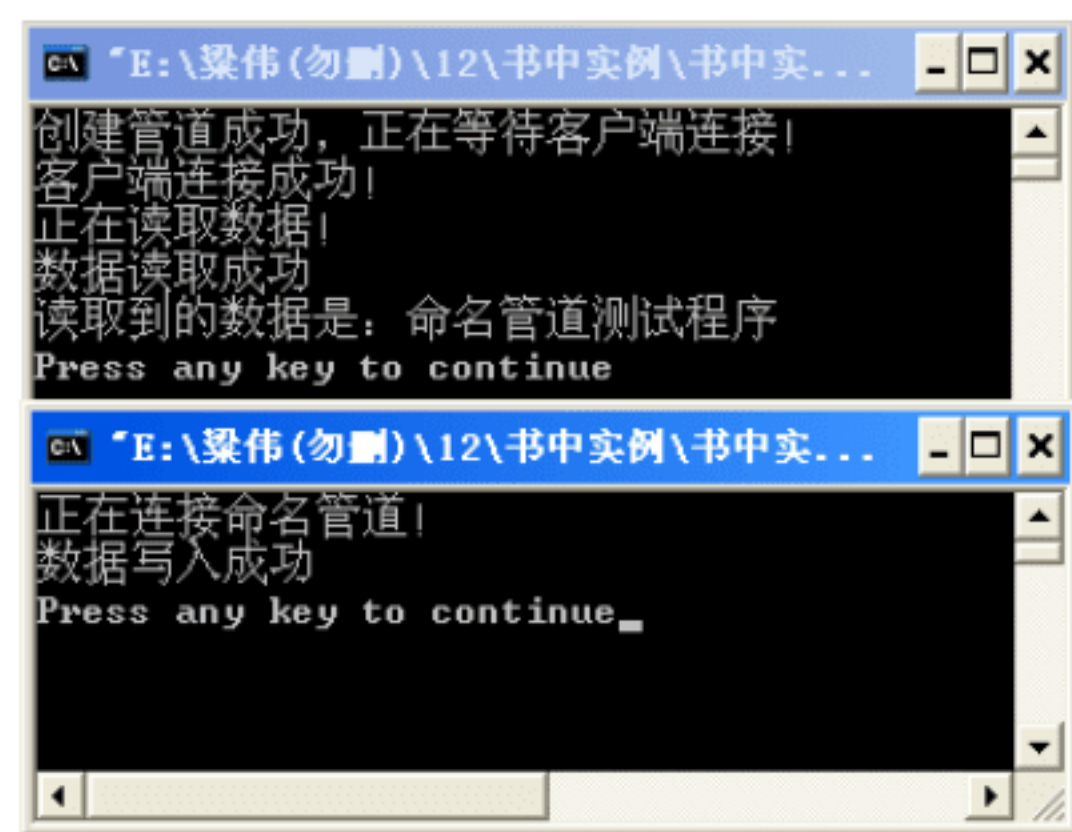 "E:\梁伟(勿删)\12\书中实例\书中实...
创建管道成功，正在等待客户端连接!
客户端连接成功!
正在读取数据!
数据读取成功
读取到的数据是：命名管道测试程序
Press any key to continue
"E:\梁伟(勿删)\12\书中实例\书中实...
正在连接命名管道!
数据写入成功
Press any key to continue_